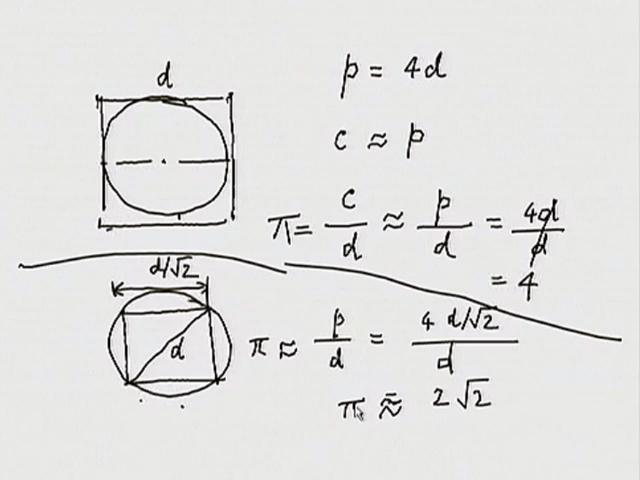 d
p = 4d
c ≈ p
π = c/d ≈ p/d = 4d/d
= 4
d/√2
d
π ≈ p/d = 4 d/√2 / d
π ≈ 2√2